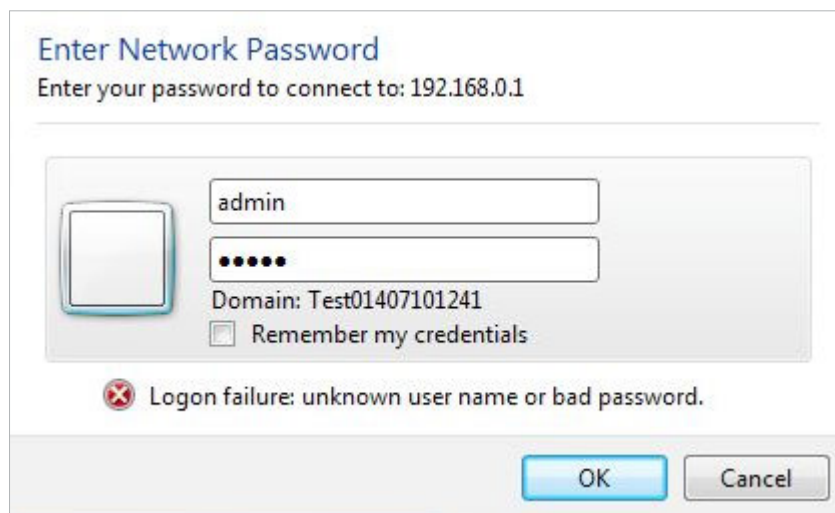 Enter Network Password
Enter your password to connect to: 192.168.0.1
admin
●●●●●
Domain: Test01407101241
Remember my credentials
Logon failure: unknown user name or bad password.
OK Cancel